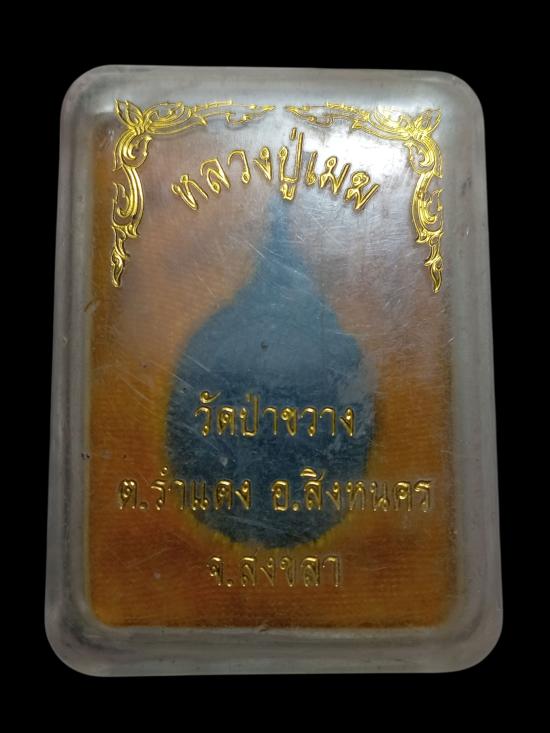 หลวงปู่เมฆ
วัดป่าขวาง
ต.รำแดง อ.สิงหนคร
จ.สงขลา